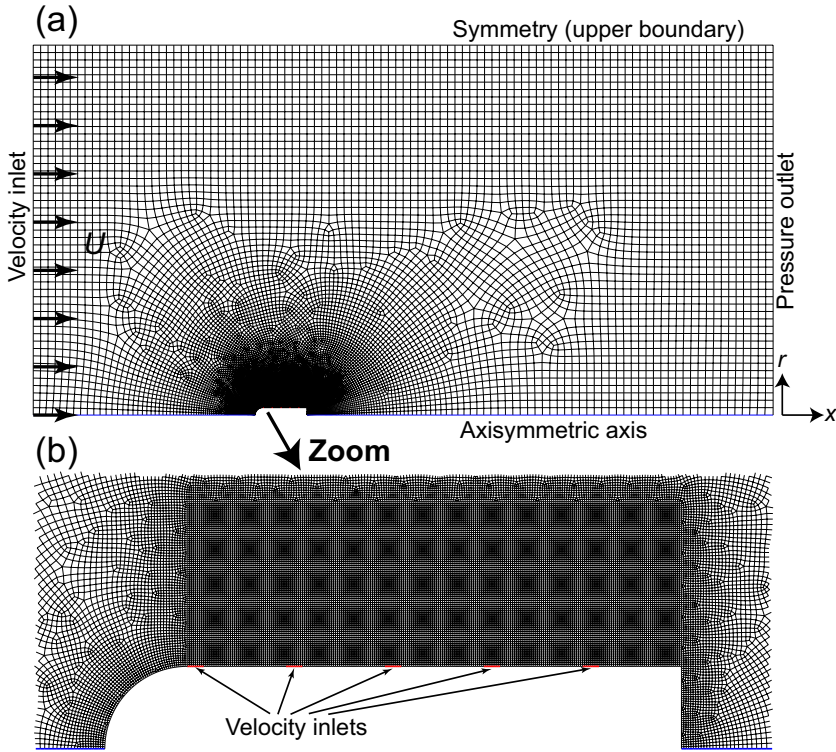 (a)
Symmetry (upper boundary)
Velocity inlet
U
Pressure outlet
r
x
Axisymmetric axis
(b)
Zoom
Velocity inlets